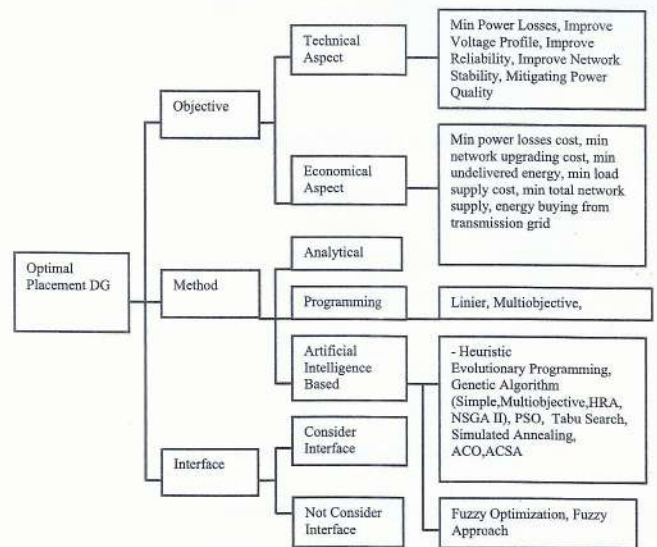 Optimal
Placement DG
Objective
Technical
Aspect
Min Power Losses, Improve
Voltage Profile, Improve
Reliability, Improve Network
Stability, Mitigating Power
Quality
Economical
Aspect
Min power losses cost, min
network upgrading cost, min
undelivered energy, min load
supply cost, min total network
supply, energy buying from
transmission grid
Method
Analytical
Programming
Linier, Multiobjective,
Artificial
Intelligence
Based
- Heuristic
Evolutionary Programming,
Genetic Algorithm
(Simple,Multiobjective,HRA,
NSGA II), PSO, Tabu Search,
Simulated Annealing,
ACO,ACSA
Fuzzy Optimization, Fuzzy
Approach
Interface
Consider
Interface
Not Consider
Interface